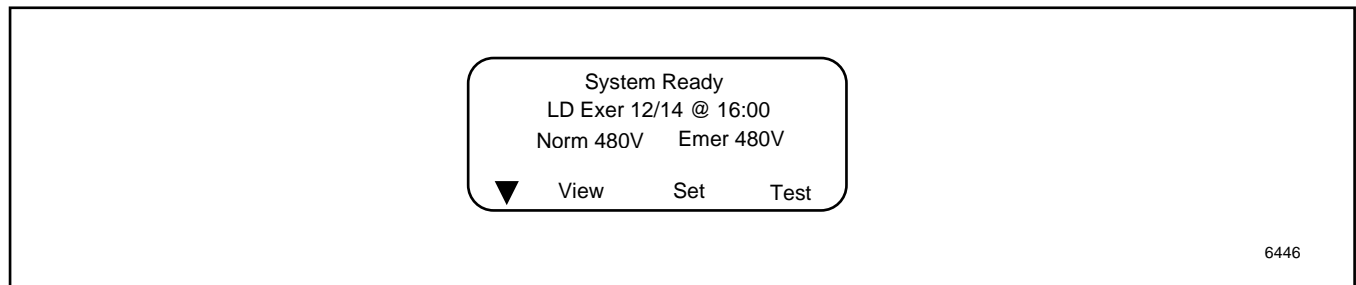 System Ready
LD Exer 12/14 @ 16:00
Norm 480V Emer 480V
▼ View Set Test
6446